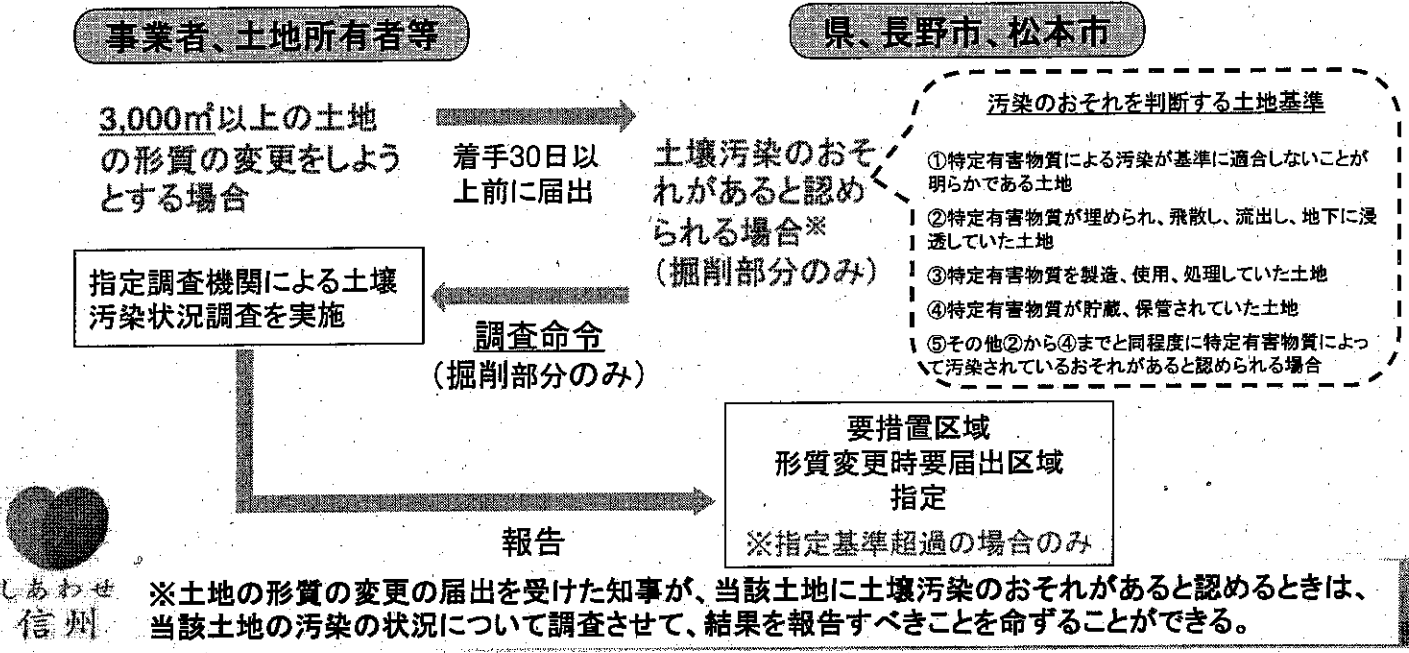 事業者、土地所有者等
県、長野市、松本市
3,000㎡以上の土地
の形質の変更をしよう
とする場合
着手30日以
上前に届出
土壌汚染のおそ
れがあると認め
られる場合※
（掘削部分のみ）
汚染のおそれを判断する土地基準
①特定有害物質による汚染が基準に適合しないことが
明らかである土地
②特定有害物質が埋められ、飛散し、流出し、地下に浸
透していた土地
③特定有害物質を製造、使用、処理していた土地
④特定有害物質が貯蔵、保管されていた土地
⑤その他②から④までと同程度に特定有害物質によっ
て汚染されているおそれがあると認められる場合
指定調査機関による土壌
汚染状況調査を実施
調査命令
（掘削部分のみ）
要措置区域
形質変更時要届出区域
指定
※指定基準超過の場合のみ
報告
しあわせ
信州
※土地の形質の変更の届出を受けた知事が、当該土地に土壌汚染のおそれがあると認めるときは、
当該土地の汚染の状況について調査させて、結果を報告すべきことを命ずることができる。